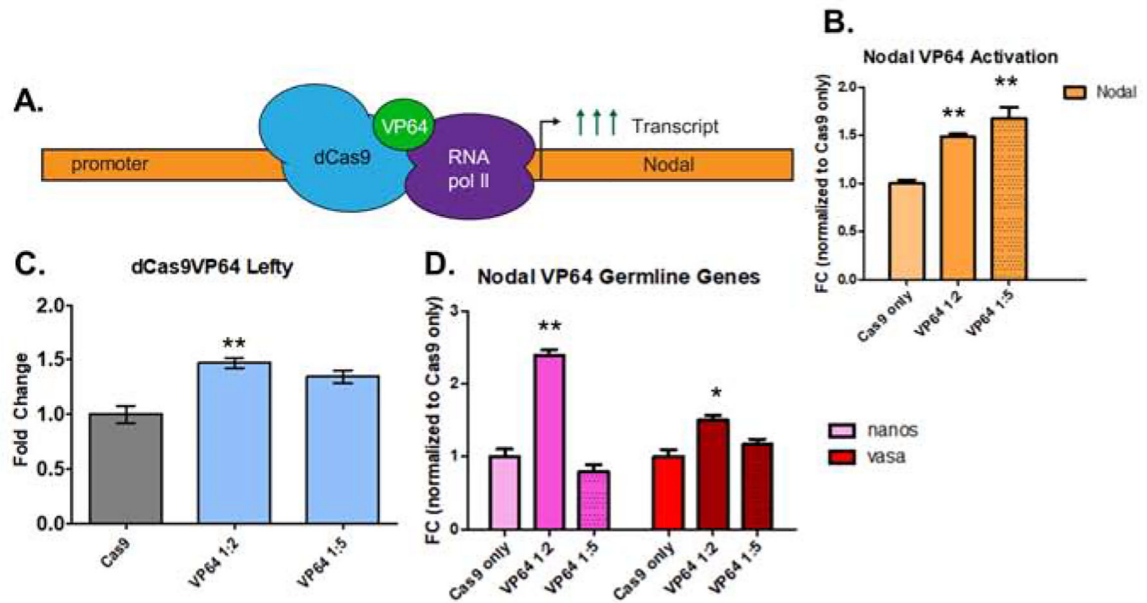 A.
promoter
dCas9
VP64
RNA
pol II
Transcript
Nodal
B.
Nodal VP64 Activation
FC (normalized to Cas9 only)
2.0
1.5
1.0
0.5
0.0
**
**
Cas9 only
VP64 1:2
VP64 1:5
Nodal
C.
dCas9VP64 Lefty
Fold Change
2.0
1.5
1.0
0.5
0.0
**
Cas9
VP64 1:2
VP64 1:5
D.
Nodal VP64 Germline Genes
FC (normalized to Cas9 only)
3
2
1
0
**
*
Cas9 only
VP64 1:2
VP64 1:5
Cas9 only
VP64 1:2
VP64 1:5
nanos
vasa